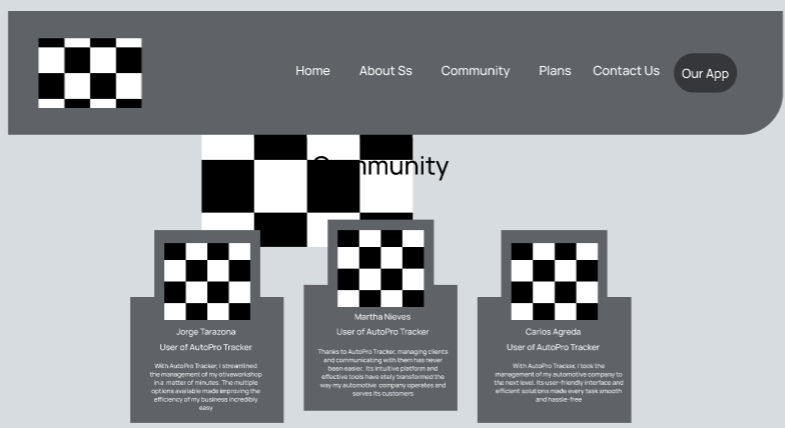 Home About Ss Community Plans Contact Us Our App
Community
Jorge Tarazona
User of AutoPro Tracker
With AutoPro Tracker, I streamlined
the management of my
in a matter of minutes. The multiple
options available made improving the
efficiency of my business incredibly
easy
Martha Nieves
User of AutoPro Tracker
Thanks to AutoPro Tracker, managing clients
and communicating with them has never
been easier. Its intuitive platform and
effective tools have transformed the
way my automotive company operates and
serves its customers
Carlos Agreda
User of AutoPro Tracker
With AutoPro Tracker, I took the
management of my automotive company to
the next level. Its user-friendly interface and
efficient solutions made every task smooth
and hassle-free